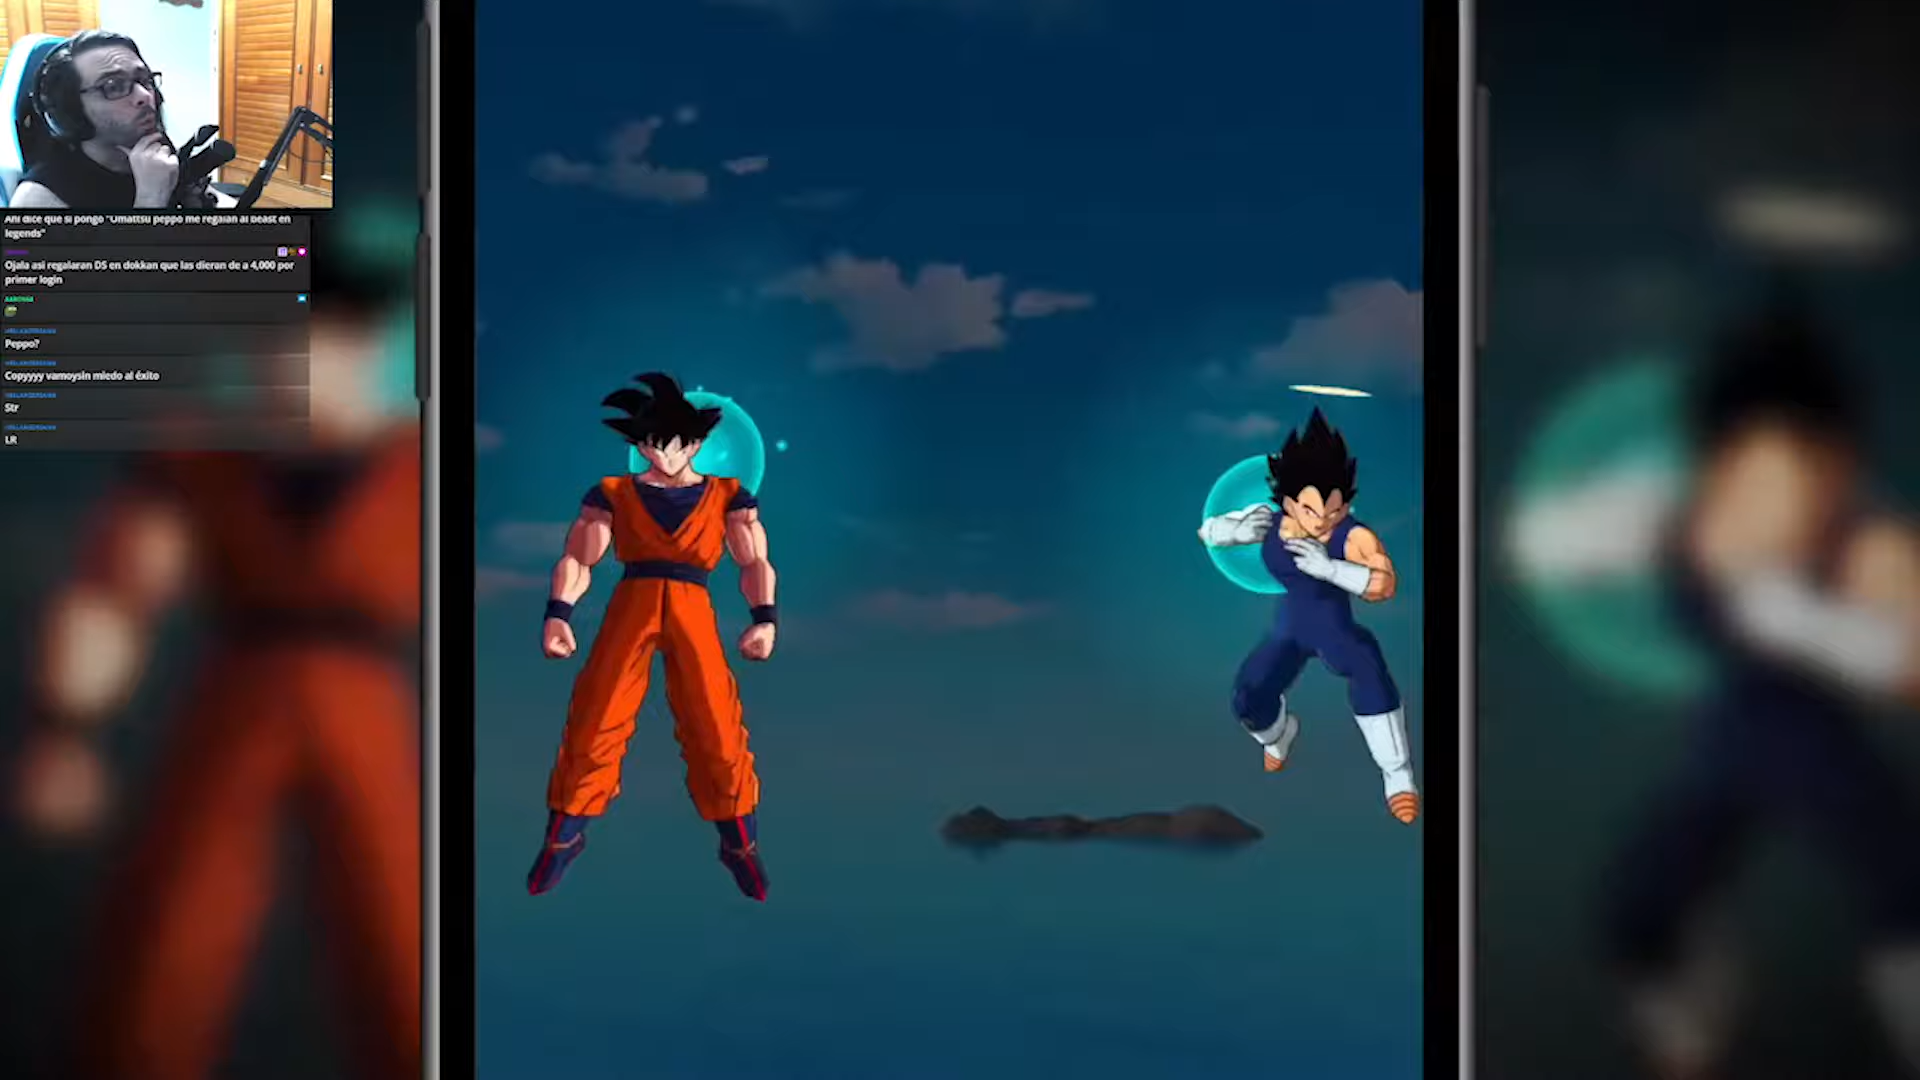 Ahí dice que si pongo "Umattsu peppo me regalan al beast en
legends"
Ojala asi regalaran DS en dokkan que las dieran de a 4,000 por
primer login
Peppo?
Copyyyy vamoysin miedo al éxito
Str
LR